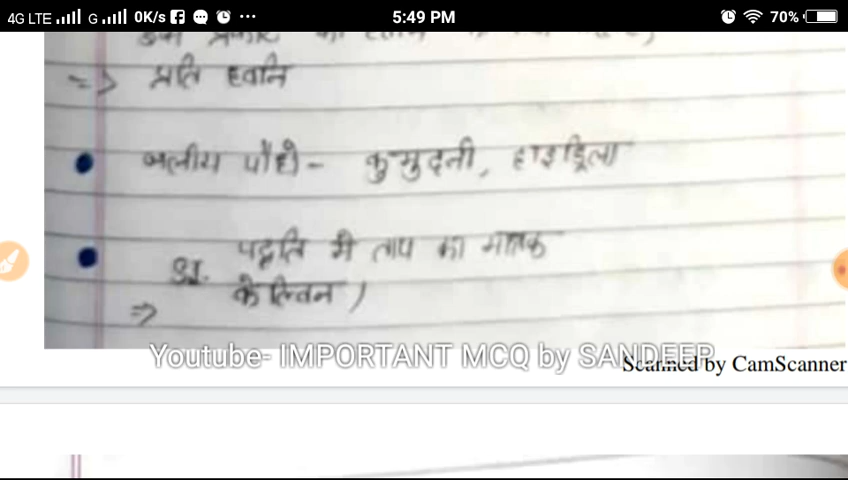 4G LTE G 0K/s ... 5:49 PM 70%
=> प्रति ध्वनि
जलीय पौधे - कुमुदनी, हाइड्रिला
SI. पद्धति में ताप का मात्रक
=> केल्विन /
Youtube- IMPORTANT MCQ by SANDEEP
Scanned by CamScanner